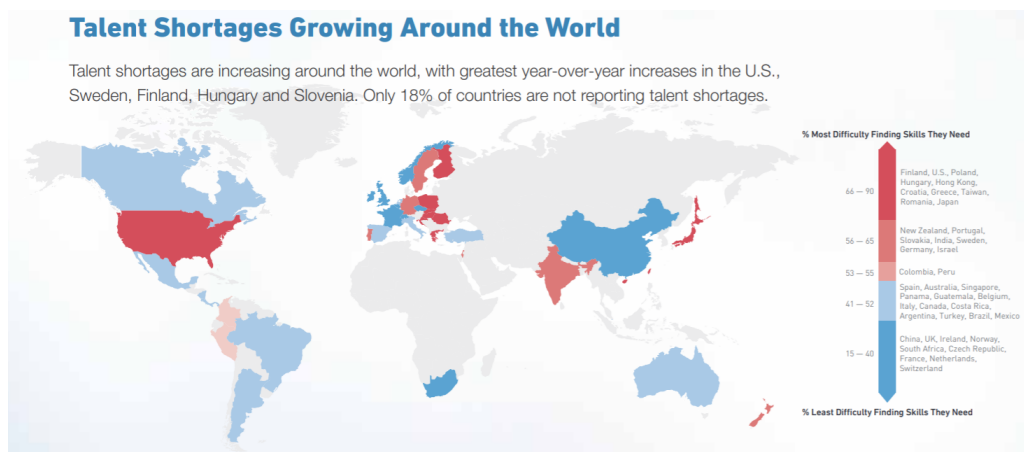 Talent Shortages Growing Around the World
Talent shortages are increasing around the world, with greatest year-over-year increases in the U.S.,
Sweden, Finland, Hungary and Slovenia. Only 18% of countries are not reporting talent shortages.
% Most Difficulty Finding Skills They Need
66 — 90
Finland, U.S., Poland,
Hungary, Hong Kong,
Croatia, Greece, Taiwan,
Romania, Japan
56 — 65
New Zealand, Portugal,
Slovakia, India, Sweden,
Germany, Israel
53 — 55
Colombia, Peru
41 — 52
Spain, Australia, Singapore,
Panama, Guatemala, Belgium,
Italy, Canada, Costa Rica,
Argentina, Turkey, Brazil, Mexico
15 — 40
China, UK, Ireland, Norway,
South Africa, Czech Republic,
France, Netherlands,
Switzerland
% Least Difficulty Finding Skills They Need